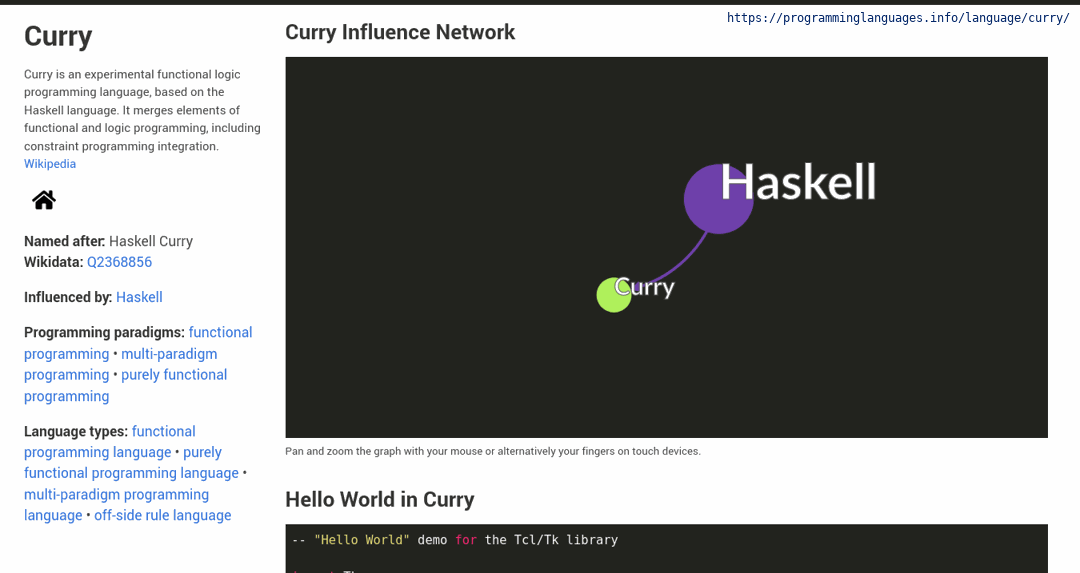 https://programminglanguages.info/language/curry/
Curry
Curry is an experimental functional logic
programming language, based on the
Haskell language. It merges elements of
functional and logic programming, including
constraint programming integration.
Wikipedia
Named after: Haskell Curry
Wikidata: Q2368856
Influenced by: Haskell
Programming paradigms: functional
programming • multi-paradigm
programming • purely functional
programming
Language types: functional
programming language • purely
functional programming language •
multi-paradigm programming
language • off-side rule language
Curry Influence Network
Haskell
Curry
Pan and zoom the graph with your mouse or alternatively your fingers on touch devices.
Hello World in Curry
-- "Hello World" demo for the Tcl/Tk library